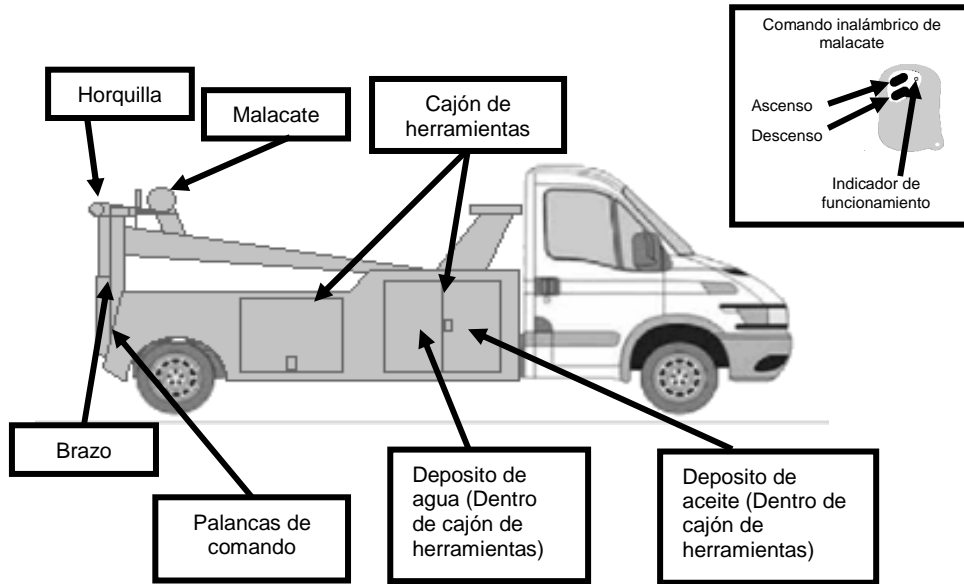 Comando inalámbrico de
malacate
Ascenso
Descenso
Indicador de
funcionamiento
Horquilla
Malacate
Cajón de
herramientas
Brazo
Palancas de
comando
Deposito de
agua (Dentro
de cajón de
herramientas)
Deposito de
aceite (Dentro de
cajón de
herramientas)